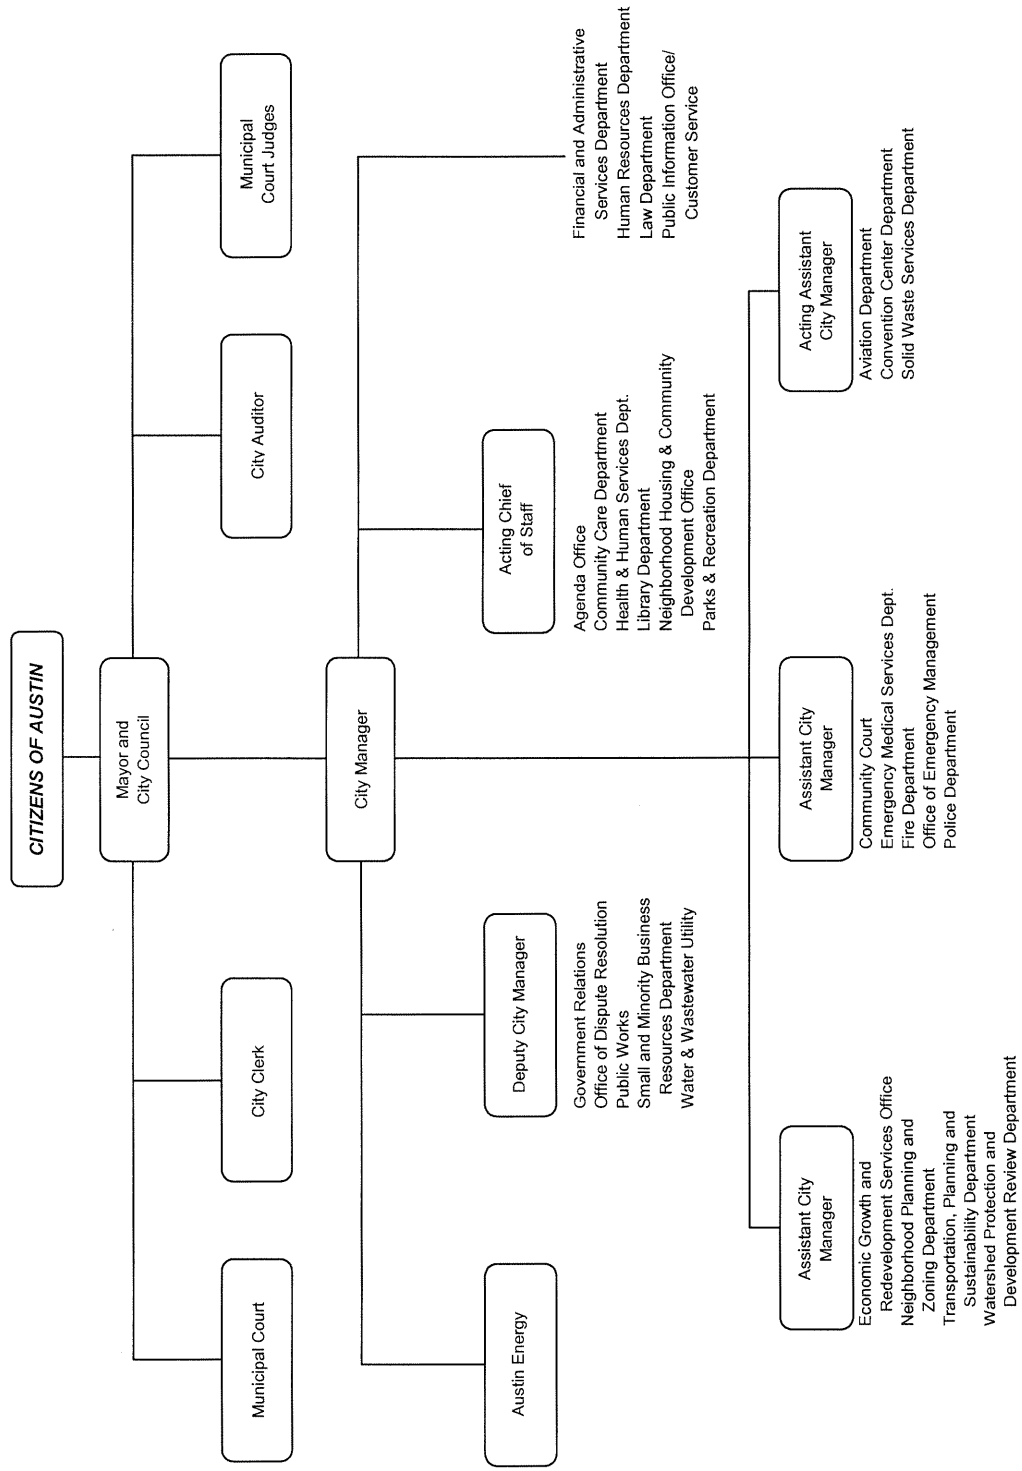 CITIZENS OF AUSTIN
Mayor and
City Council
Municipal Court
City Clerk
City Auditor
Municipal
Court Judges
City Manager
Austin Energy
Deputy City Manager
Government Relations
Office of Dispute Resolution
Public Works
Small and Minority Business
Resources Department
Water & Wastewater Utility
Acting Chief
of Staff
Agenda Office
Community Care Department
Health & Human Services Dept.
Library Department
Neighborhood Housing & Community
Development Office
Parks & Recreation Department
Financial and Administrative
Services Department
Human Resources Department
Law Department
Public Information Office/
Customer Service
Assistant City
Manager
Economic Growth and
Redevelopment Services Office
Neighborhood Planning and
Zoning Department
Transportation, Planning and
Sustainability Department
Watershed Protection and
Development Review Department
Assistant City
Manager
Community Court
Emergency Medical Services Dept.
Fire Department
Office of Emergency Management
Police Department
Acting Assistant
City Manager
Aviation Department
Convention Center Department
Solid Waste Services Department